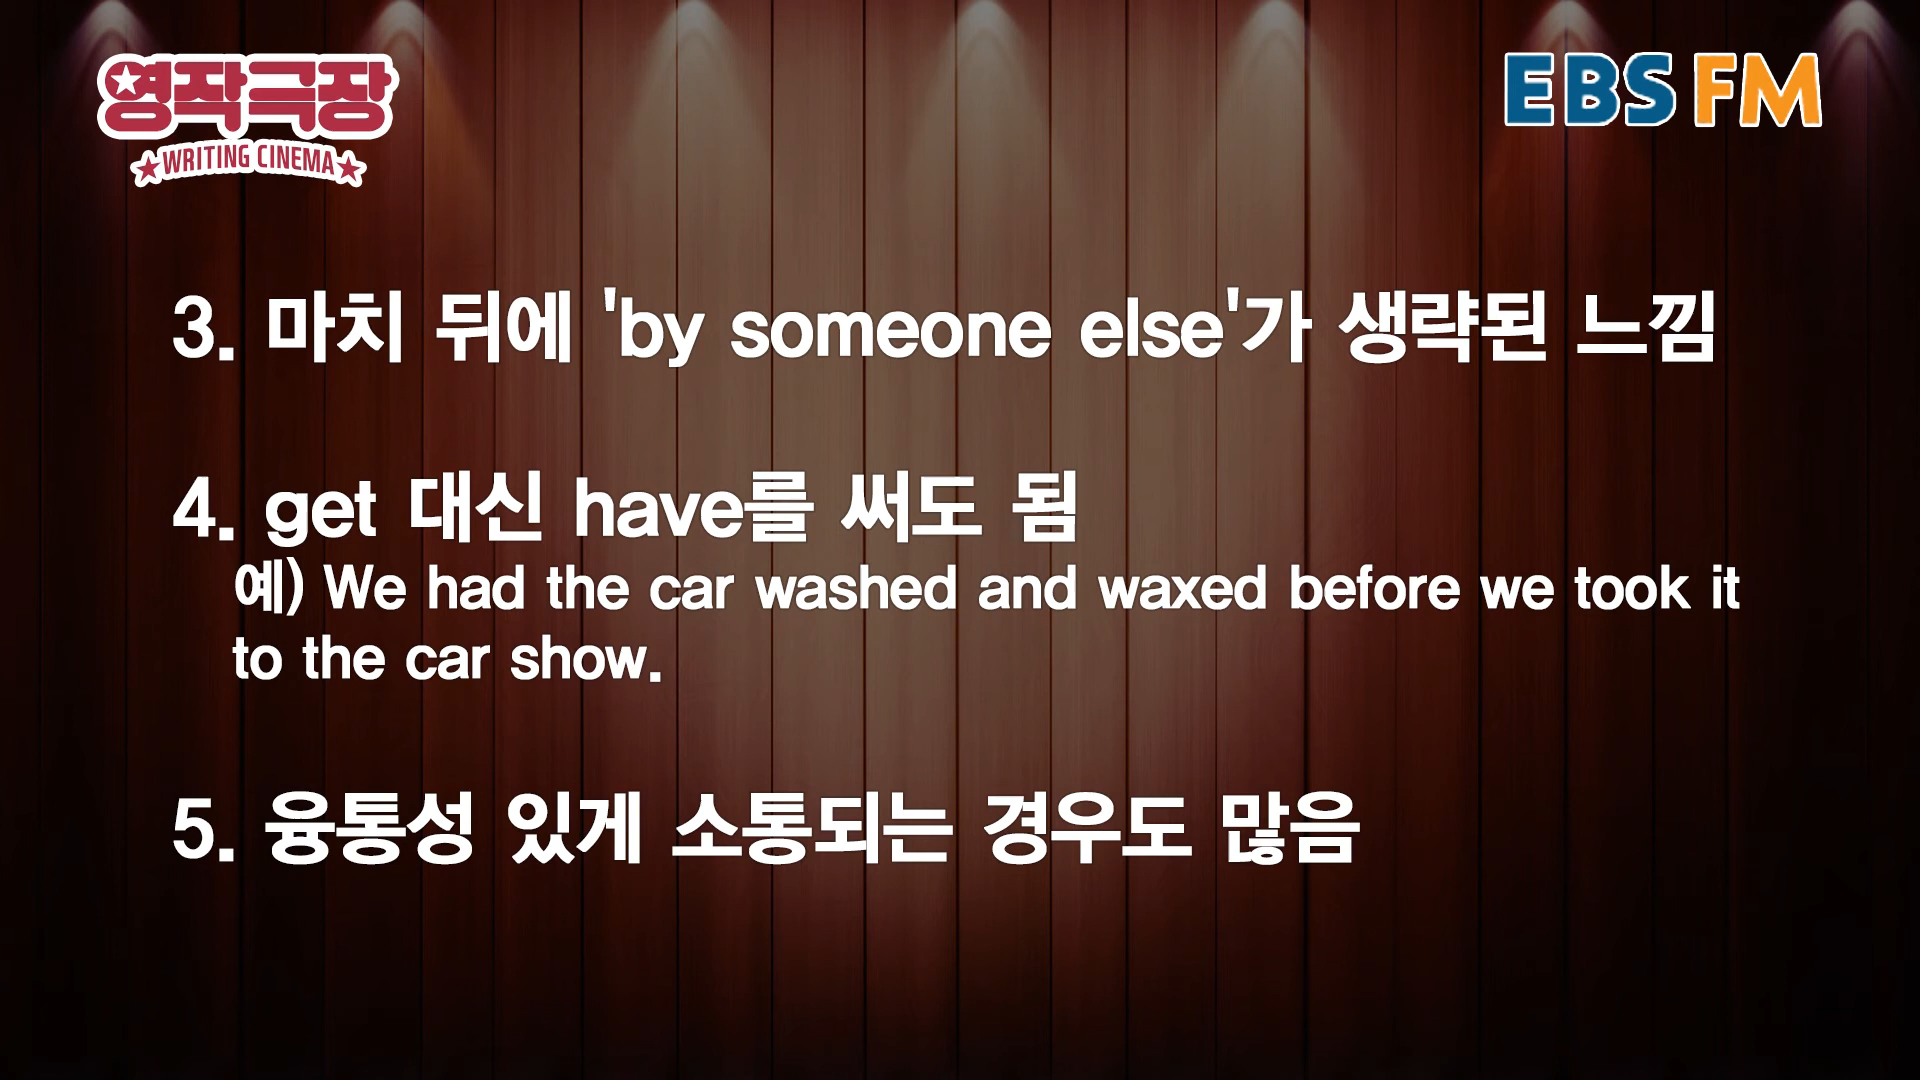 영작극장
WRITING CINEMA
EBS FM
3. 마치 뒤에 'by someone else'가 생략된 느낌
4. get 대신 have를 써도 됨
예) We had the car washed and waxed before we took it
to the car show.
5. 융통성 있게 소통되는 경우도 많음